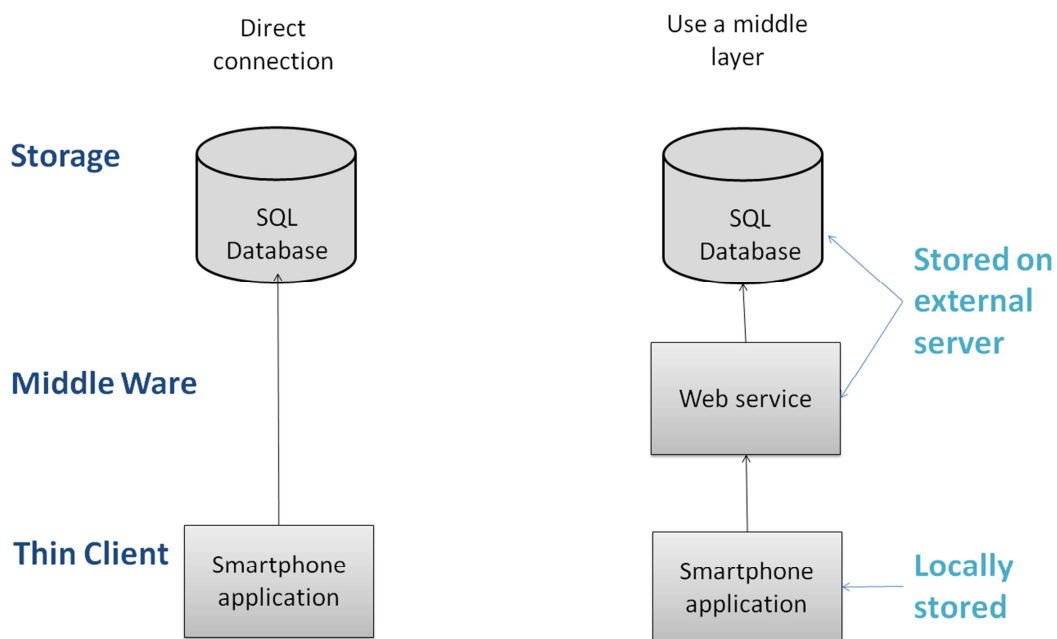 Direct
connection
Use a middle
layer
Storage
SQL
Database
SQL
Database
Stored on
external
server
Middle Ware
Web service
Thin Client
Smartphone
application
Smartphone
application
Locally
stored